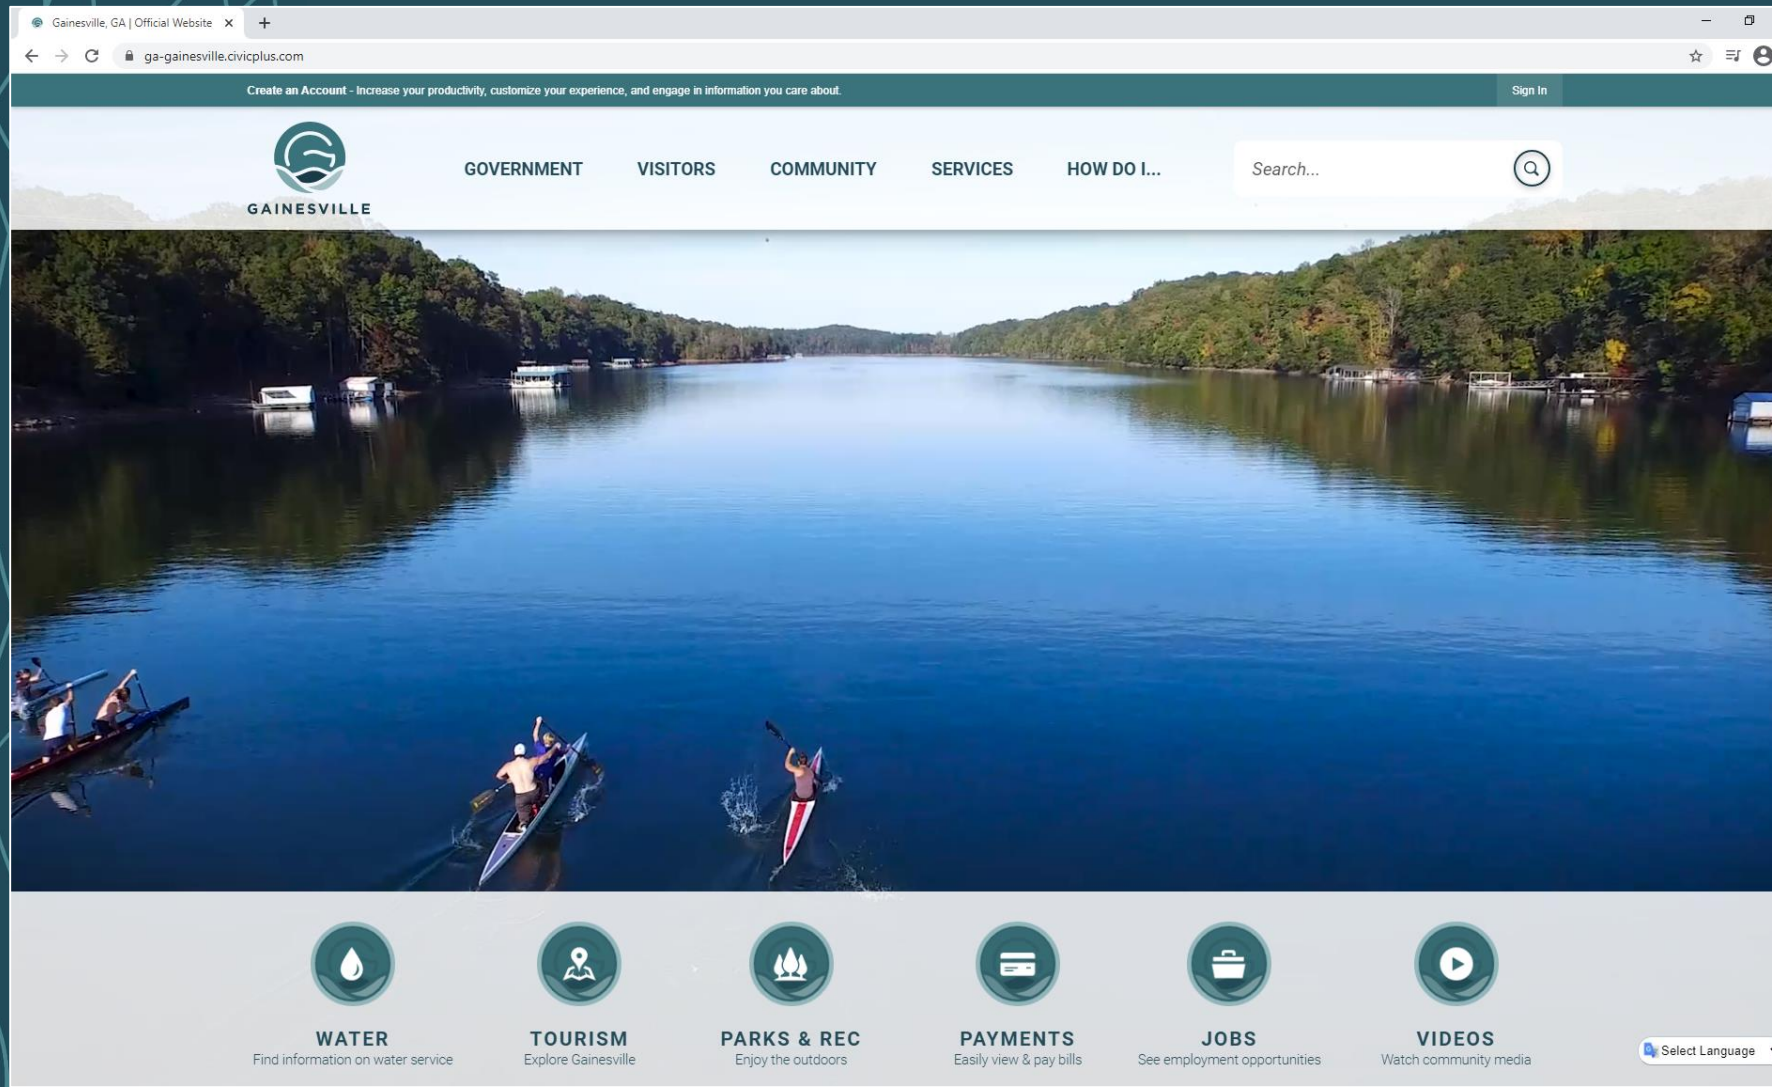 Gainesville, GA | Official Website
ga-gainesville.civicplus.com
Create an Account - Increase your productivity, customize your experience, and engage in information you care about.
Sign In
GAINESVILLE
GOVERNMENT
VISITORS
COMMUNITY
SERVICES
HOW DO I...
Search...
WATER
Find information on water service
TOURISM
Explore Gainesville
PARKS & REC
Enjoy the outdoors
PAYMENTS
Easily view & pay bills
JOBS
See employment opportunities
VIDEOS
Watch community media
Select Language